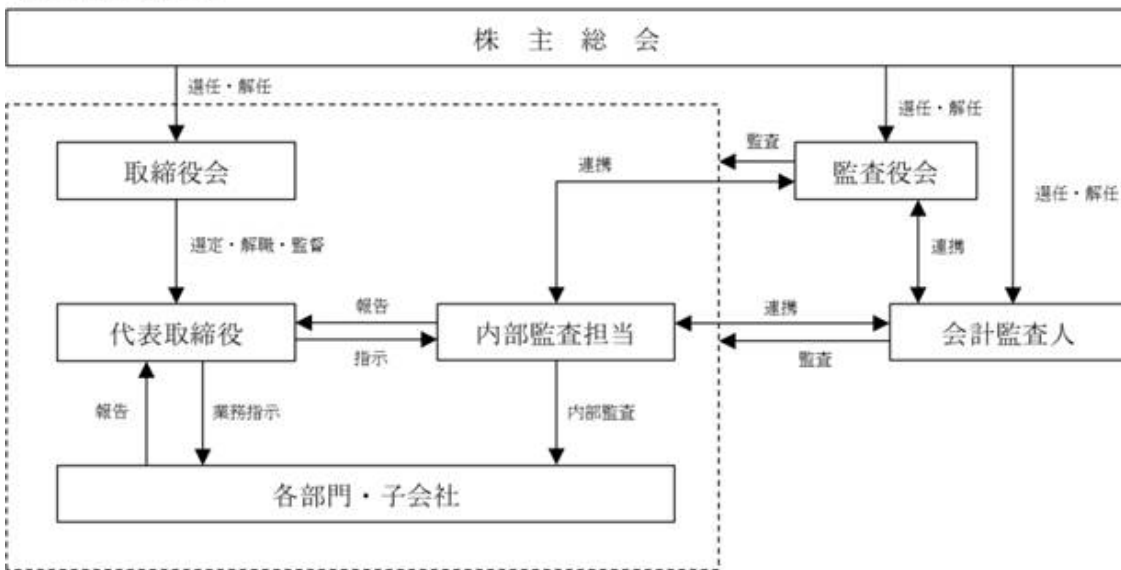 株主総会
選任・解任
選任・解任
監査
取締役会
連携
監査役会
選任・解任
選定・解職・監督
連携
報告
連携
代表取締役
内部監査担当
会計監査人
指示
監査
報告
業務指示
内部監査
各部門・子会社